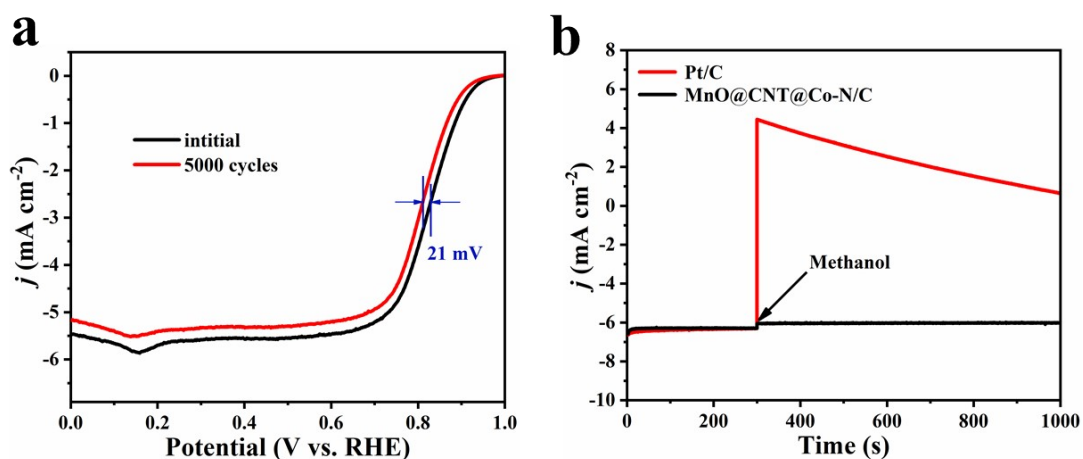 a
0
-1
-2
-3
-4
-5
-6
j (mA cm-2)
intitial
5000 cycles
21 mV
0.0 0.2 0.4 0.6 0.8 1.0
Potential (V vs. RHE)
b
8
6
4
2
0
-2
-4
-6
-8
-10
j (mA cm-2)
Pt/C
MnO@CNT@Co-N/C
Methanol
0 200 400 600 800 1000
Time (s)